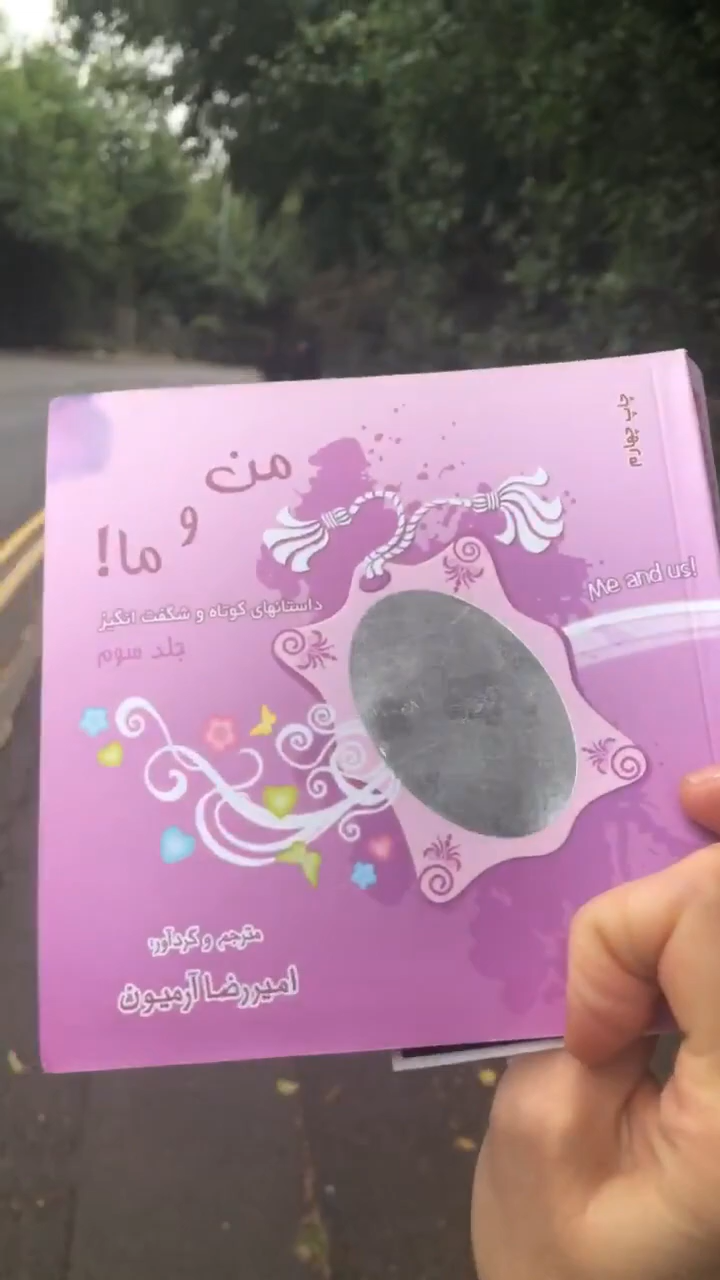 چاپ چهارم
من
و
ما!
Me and us!
داستانهای کوتاه و شگفت انگیز
جلد سوم
مترجم و گردآور:
امیررضا آرمیون